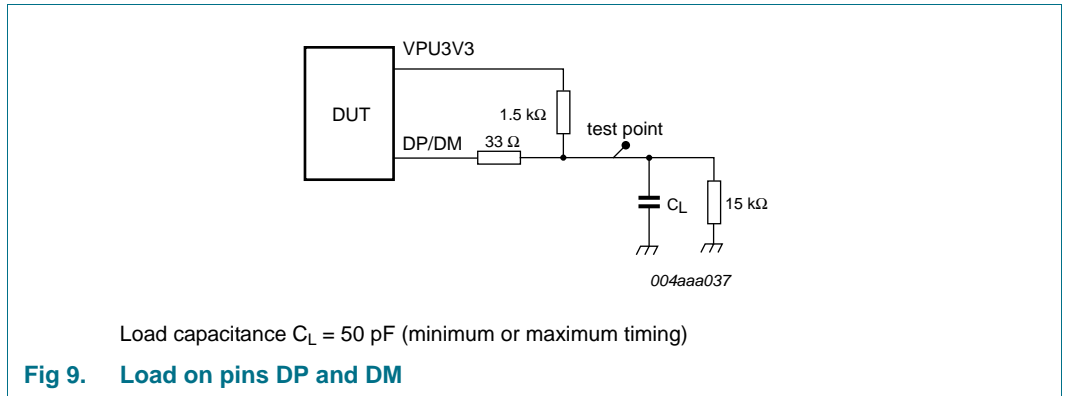 VPU3V3
DUT
1.5 kΩ
test point
DP/DM
33 Ω
CL
15 kΩ
004aaa037
Load capacitance CL = 50 pF (minimum or maximum timing)
Fig 9. Load on pins DP and DM